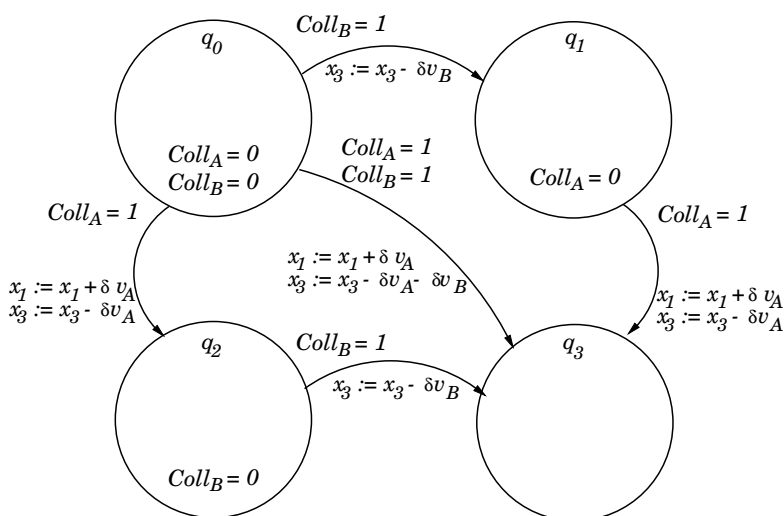 Coll_B = 1
q_0
q_1
x_3 := x_3 - δv_B
Coll_A = 0
Coll_B = 0
Coll_A = 1
Coll_B = 1
Coll_A = 0
Coll_A = 1
Coll_A = 1
x_1 := x_1 + δ v_A
x_3 := x_3 - δv_A - δv_B
x_1 := x_1 + δ v_A
x_3 := x_3 - δv_A
x_1 := x_1 + δ v_A
x_3 := x_3 - δv_A
q_2
Coll_B = 1
q_3
x_3 := x_3 - δv_B
Coll_B = 0